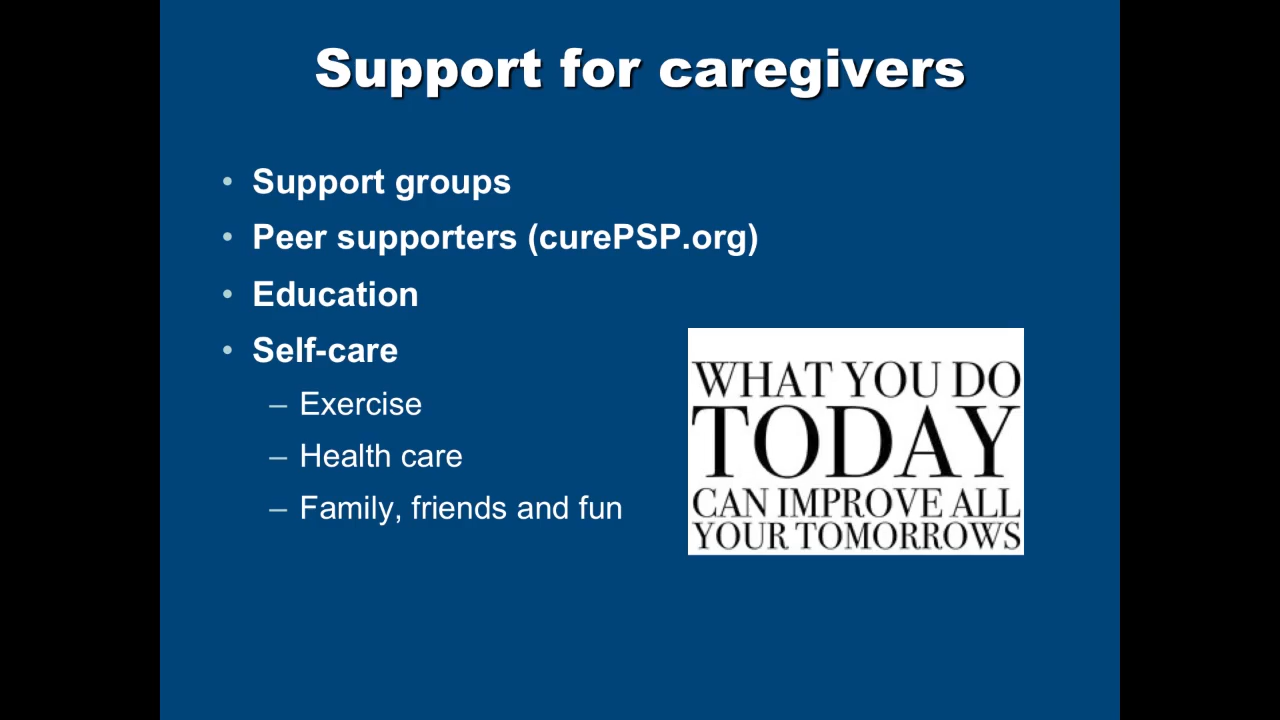 Support for caregivers
• Support groups
• Peer supporters (curePSP.org)
• Education
• Self-care
– Exercise
– Health care
– Family, friends and fun
WHAT YOU DO
TODAY
CAN IMPROVE ALL
YOUR TOMORROWS